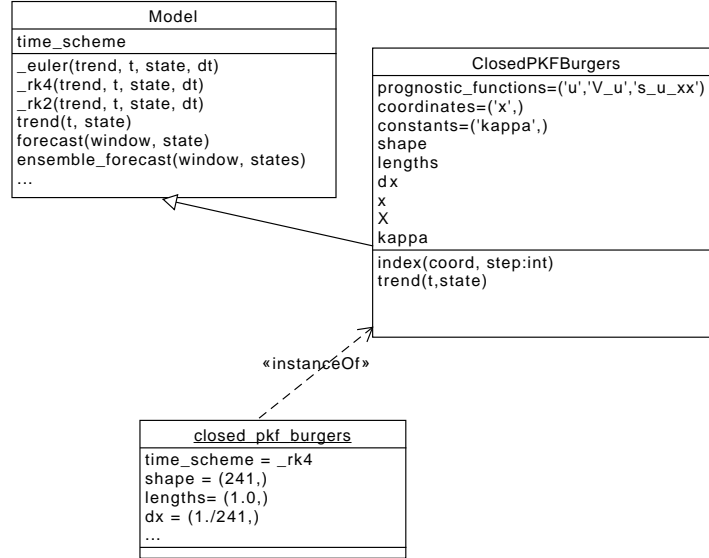 Model
time_scheme
_euler(trend, t, state, dt)
_rk4(trend, t, state, dt)
_rk2(trend, t, state, dt)
trend(t, state)
forecast(window, state)
ensemble_forecast(window, states)
...
ClosedPKFBurgers
prognostic_functions=('u','V_u','s_u_xx')
coordinates=('x',)
constants=('kappa',)
shape
lengths
dx
x
X
kappa
index(coord, step:int)
trend(t,state)
«instanceOf»
closed_pkf_burgers
time_scheme = _rk4
shape = (241,)
lengths= (1.0,)
dx = (1./241,)
...